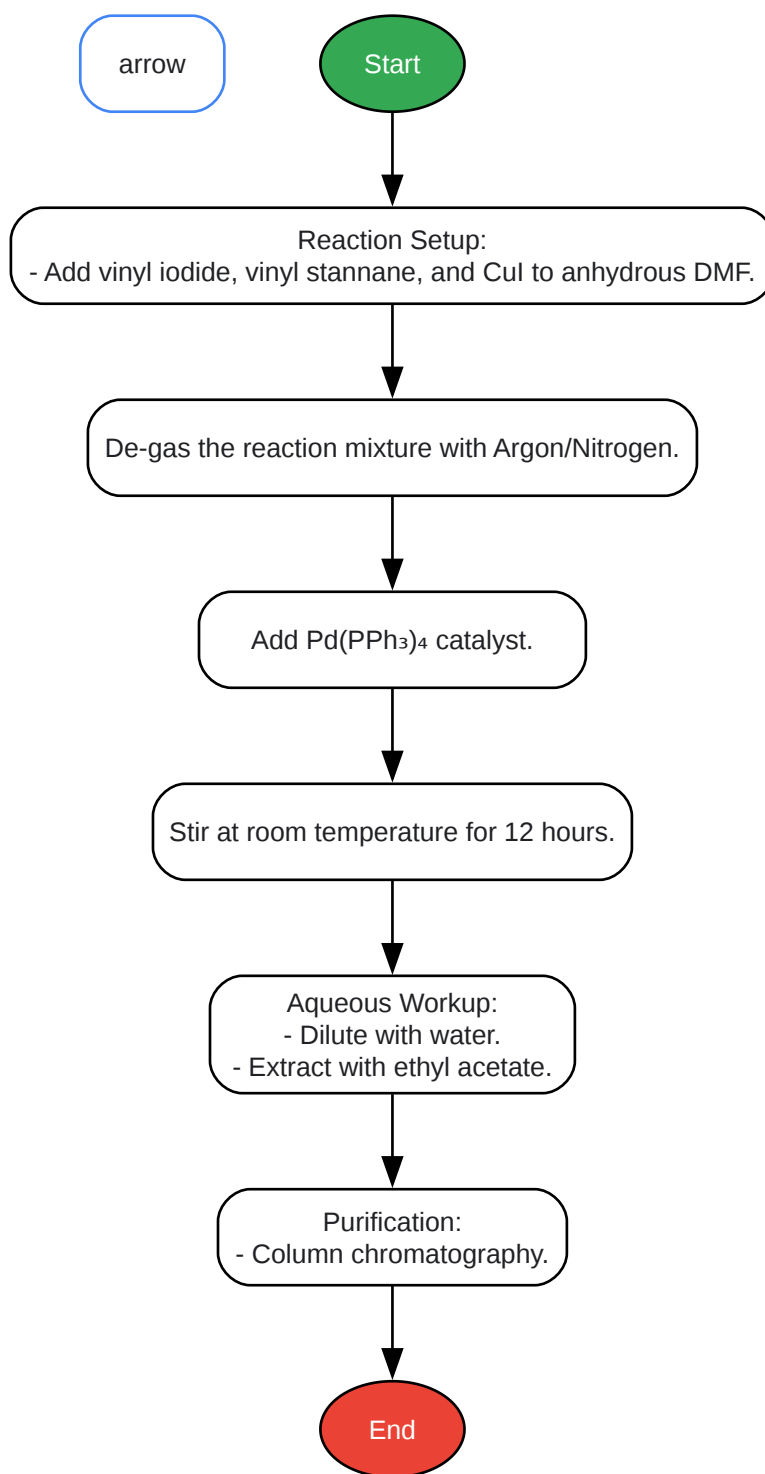 arrow
Start
Reaction Setup:
- Add vinyl iodide, vinyl stannane, and CuI to anhydrous DMF.
De-gas the reaction mixture with Argon/Nitrogen.
Add Pd(PPh₃)₄ catalyst.
Stir at room temperature for 12 hours.
Aqueous Workup:
- Dilute with water.
- Extract with ethyl acetate.
Purification:
- Column chromatography.
End